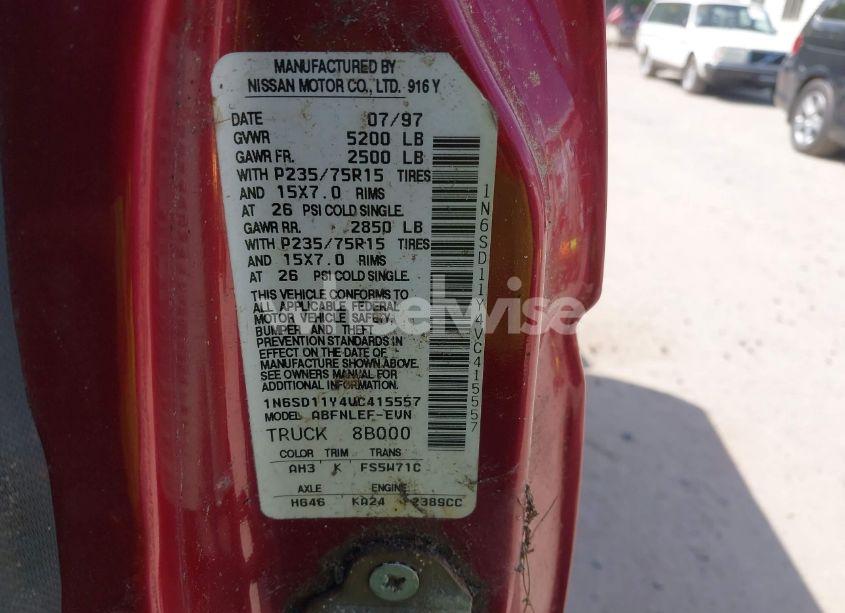 MANUFACTURED BY
NISSAN MOTOR CO., LTD. 916 Y
DATE 07/97
GVWR 5200 LB
GAWR FR. 2500 LB
WITH P235/75R15 TIRES
AND 15X7.0 RIMS
AT 26 PSI COLD SINGLE.
GAWR RR. 2850 LB
WITH P235/75R15 TIRES
AND 15X7.0 RIMS
AT 26 PSI COLD SINGLE.
THIS VEHICLE CONFORMS TO
ALL APPLICABLE FEDERAL
MOTOR VEHICLE SAFETY,
BUMPER AND THEFT
PREVENTION STANDARDS IN
EFFECT ON THE DATE OF
MANUFACTURE SHOWN ABOVE.
SEE OWNERS MANUAL FOR
ADDITIONAL INFORMATION
1N6SD11Y4VC415557
MODEL ABFNLEF-EVN
TRUCK 8B000
COLOR TRIM TRANS
AH3 K FS5W71C
AXLE ENGINE
HG46 KA24 2389CC
1N6SD11Y4VC415557